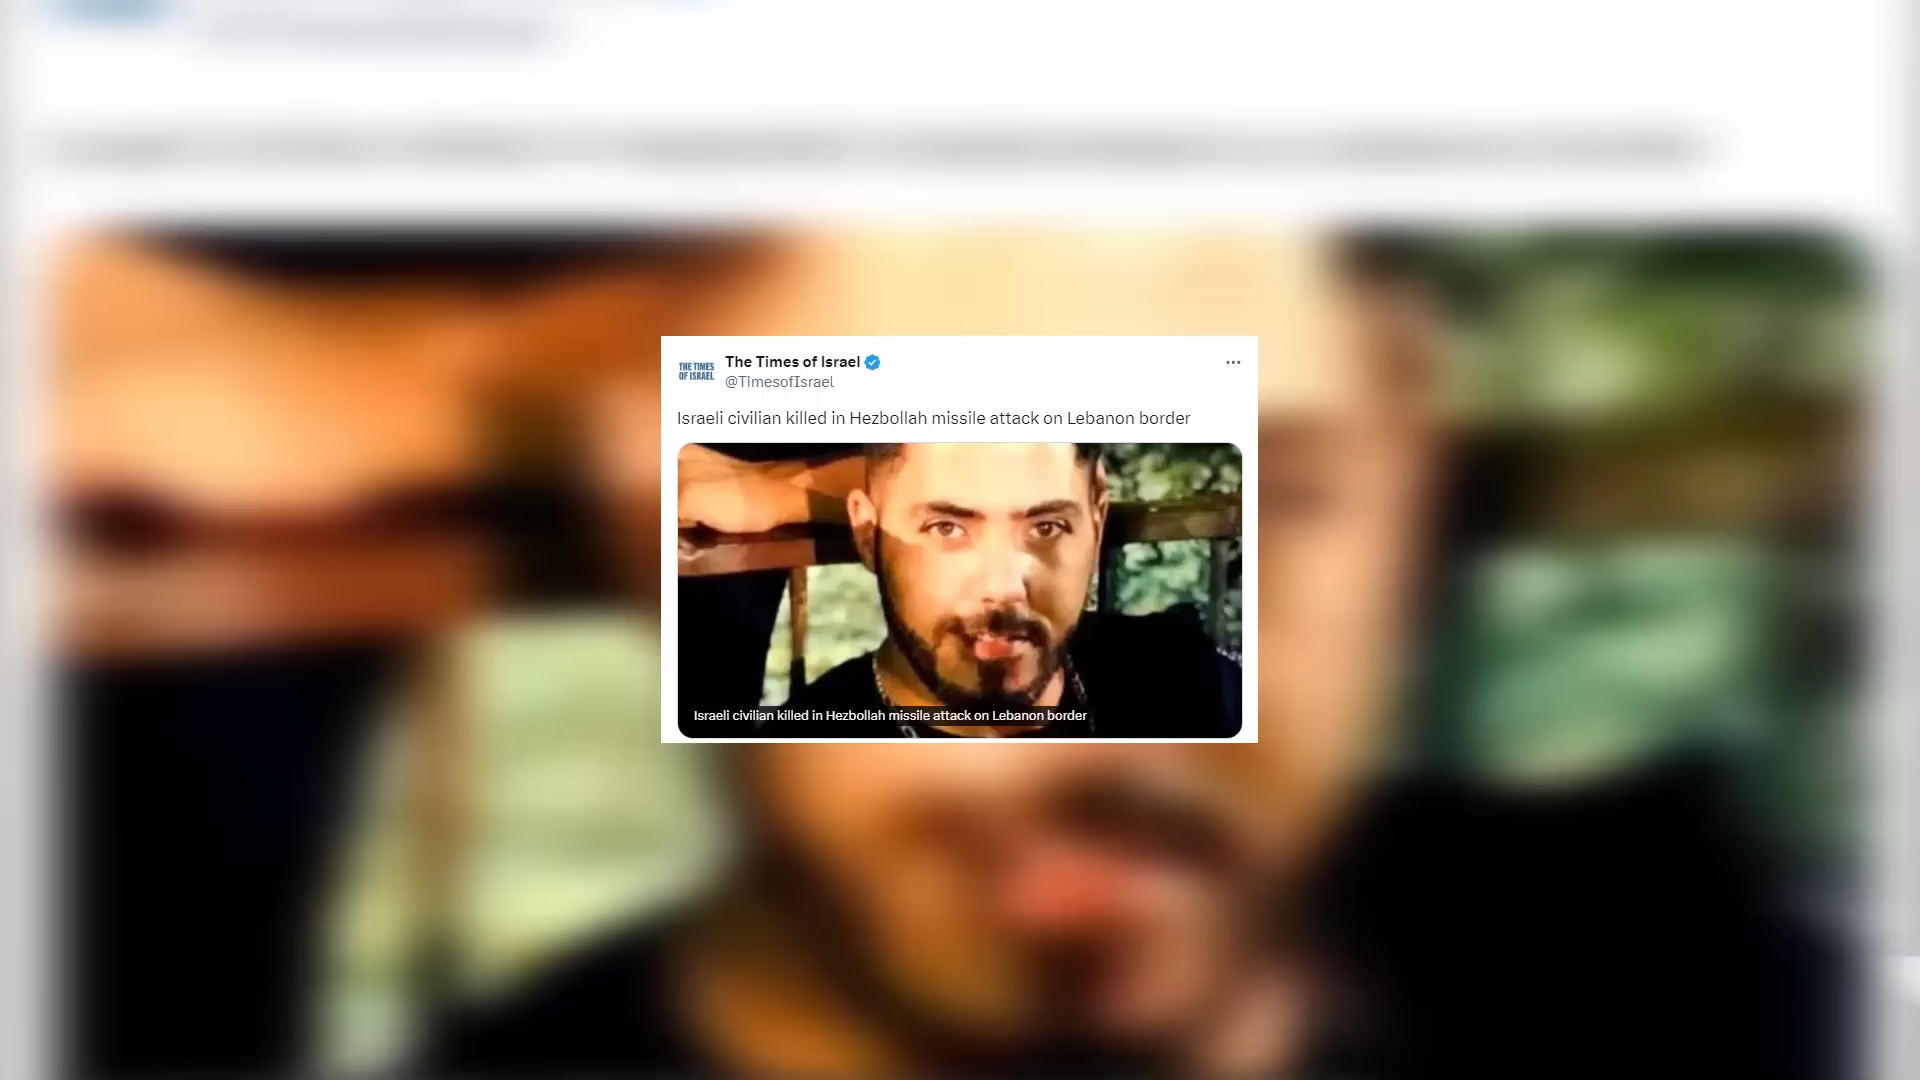 THE TIMES
OF ISRAEL
The Times of Israel
@TimesofIsrael
Israeli civilian killed in Hezbollah missile attack on Lebanon border
Israeli civilian killed in Hezbollah missile attack on Lebanon border